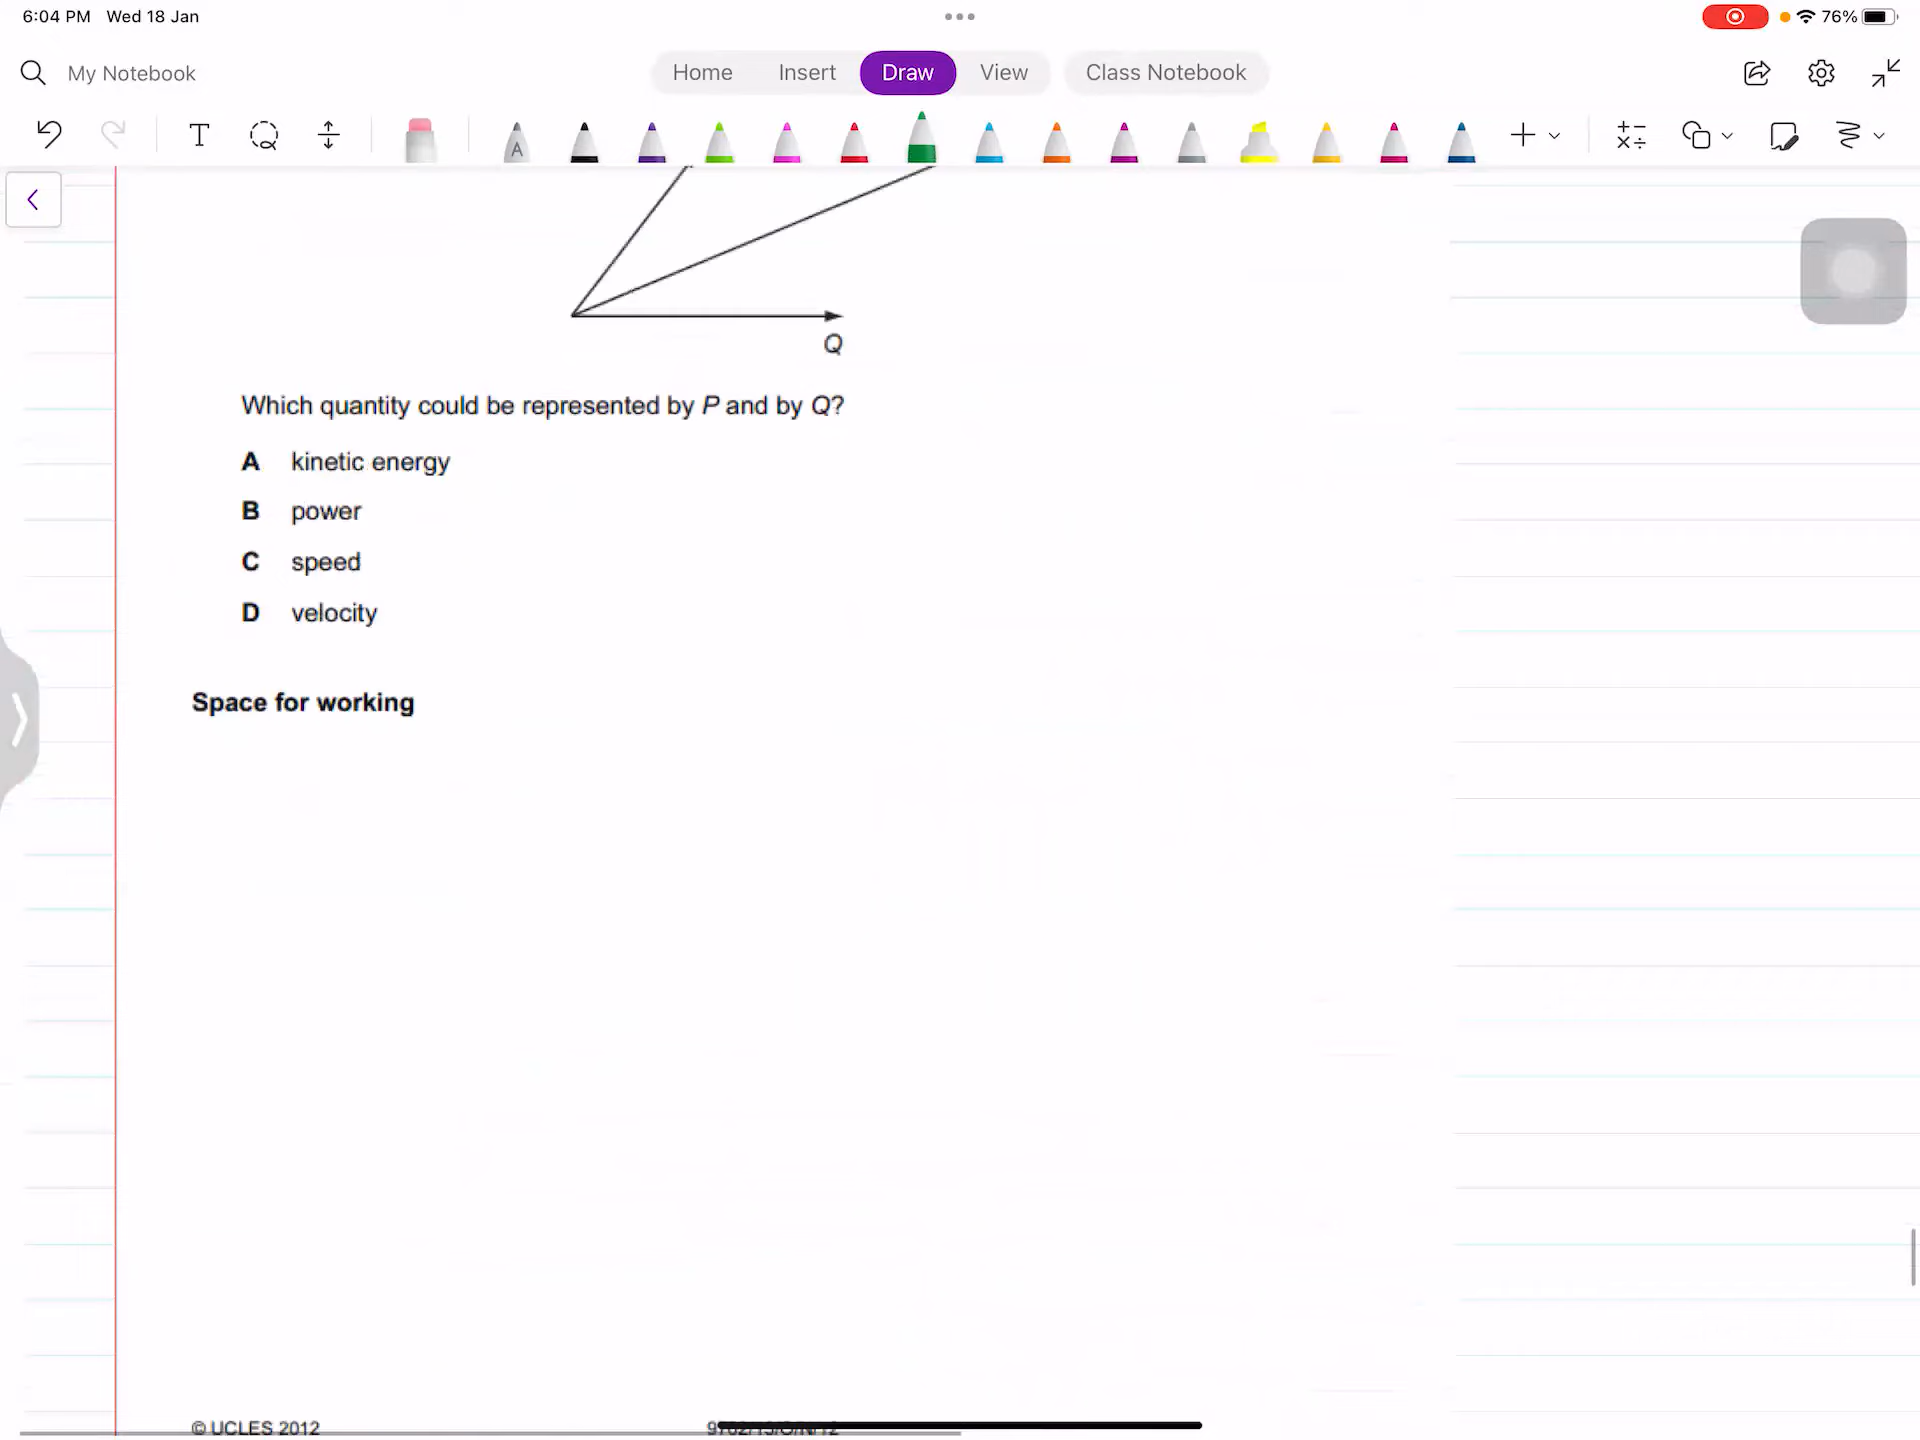 6:04 PM Wed 18 Jan
76%
My Notebook
Home Insert Draw View Class Notebook
T
A
Q
Which quantity could be represented by P and by Q?
A kinetic energy
B power
C speed
D velocity
Space for working
© UCLES 2012